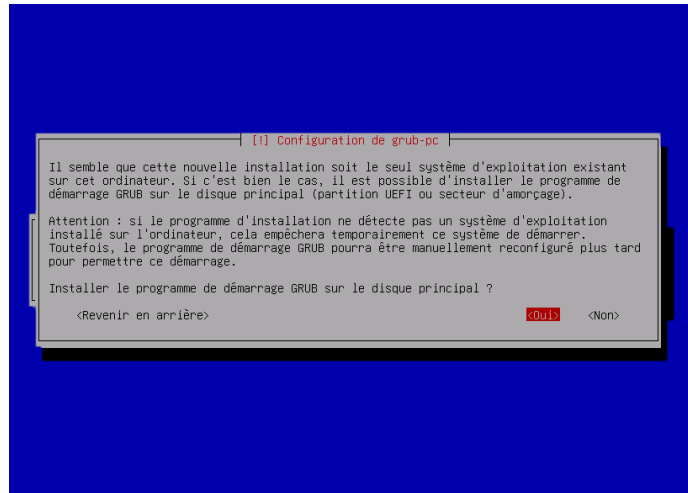 [!] Configuration de grub-pc
Il semble que cette nouvelle installation soit le seul système d'exploitation existant
sur cet ordinateur. Si c'est bien le cas, il est possible d'installer le programme de
démarrage GRUB sur le disque principal (partition UEFI ou secteur d'amorçage).
Attention : si le programme d'installation ne détecte pas un système d'exploitation
installé sur l'ordinateur, cela empêchera temporairement ce système de démarrer.
Toutefois, le programme de démarrage GRUB pourra être manuellement reconfiguré plus tard
pour permettre ce démarrage.
Installer le programme de démarrage GRUB sur le disque principal ?
<Revenir en arrière> <Oui> <Non>